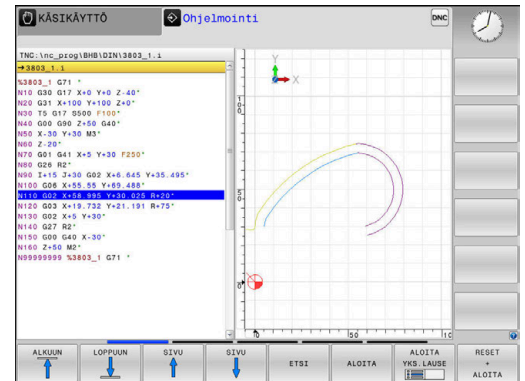 KÄSIKÄYTTÖ
Ohjelmointi
DNC
TNC:\nc_prog\BHB\DIN\3803_1.i
→3803_1.i
%3803_1 G71 *
N10 G30 G17 X+0 Y+0 Z-40*
N20 G31 X+100 Y+100 Z+0*
N30 T5 G17 S500 F100*
N40 G00 G90 Z+50 G40*
N50 X-30 Y+30 M3*
N60 Z-20*
N70 G01 G41 X+5 Y+30 F250*
N80 G26 R2*
N90 I+15 J+30 G02 X+6.645 Y+35.495*
N100 G06 X+55.55 Y+69.488*
N110 G02 X+58.995 Y+30.025 R+20*
N120 G03 X+19.732 Y+21.191 R+75*
N130 G02 X+5 Y+30*
N140 G27 R2*
N150 G00 G40 X-30*
N160 Z+50 M2*
N99999999 %3803_1 G71 *
Y
X
100
50
0
0
50
ALKUUN
LOPPUUN
SIVU
SIVU
ETSI
ALOITA
ALOITA
YKS.LAUSE
RESET
+
ALOITA